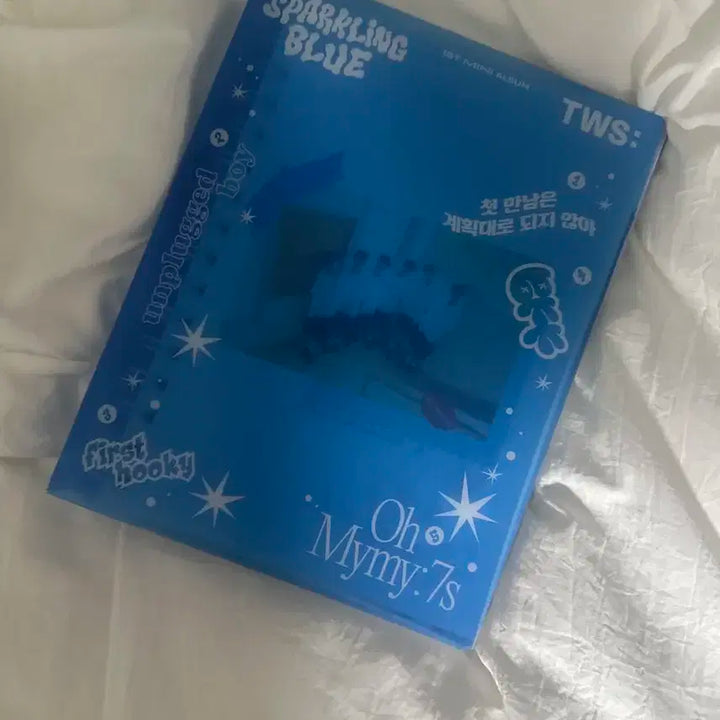 SPARKLING
BLUE
1ST MINI ALBUM
TWS:
unplugged
boy
첫 만남은
계획대로 되지 않아
first
hooky
Oh
Mymy:7s